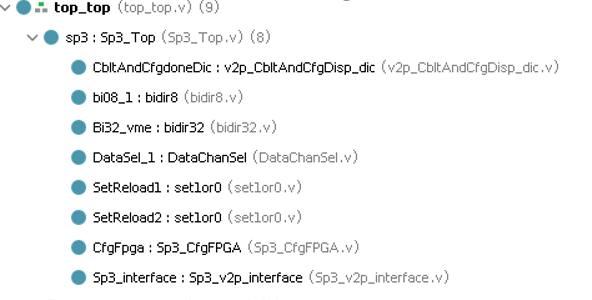 top_top (top_top.v) (9)
sp3 : Sp3_Top (Sp3_Top.v) (8)
CbltAndCfgdoneDic : v2p_CbltAndCfgDisp_dic (v2p_CbltAndCfgDisp_dic.v)
bi08_1 : bidir8 (bidir8.v)
Bi32_vme : bidir32 (bidir32.v)
DataSel_1 : DataChanSel (DataChanSel.v)
SetReload1 : set1or0 (set1or0.v)
SetReload2 : set1or0 (set1or0.v)
CfgFpga : Sp3_CfgFPGA (Sp3_CfgFPGA.v)
Sp3_interface : Sp3_v2p_interface (Sp3_v2p_interface.v)